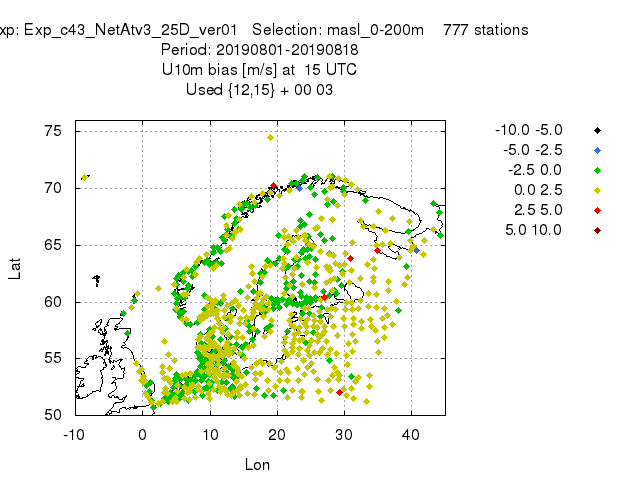 xp: Exp_c43_NetAtv3_25D_ver01 Selection: masl_0-200m 777 stations
Period: 20190801-20190818
U10m bias [m/s] at 15 UTC
Used {12,15} + 00 03
-10.0 -5.0
-5.0 -2.5
-2.5 0.0
0.0 2.5
2.5 5.0
5.0 10.0
75
70
65
60
55
50
Lat
-10 0 10 20 30 40
Lon